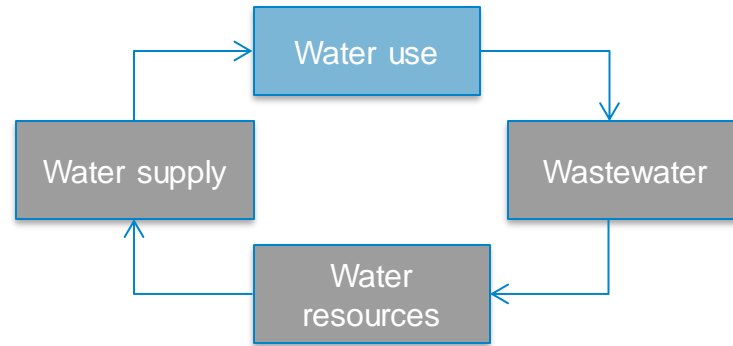 Water use
Water supply
Wastewater
Water
resources